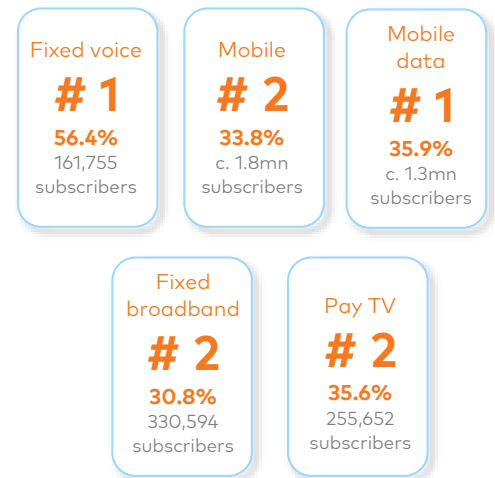 Fixed voice
# 1
56.4%
161,755
subscribers
Mobile
# 2
33.8%
c. 1.8mn
subscribers
Mobile
data
# 1
35.9%
c. 1.3mn
subscribers
Fixed
broadband
# 2
30.8%
330,594
subscribers
Pay TV
# 2
35.6%
255,652
subscribers